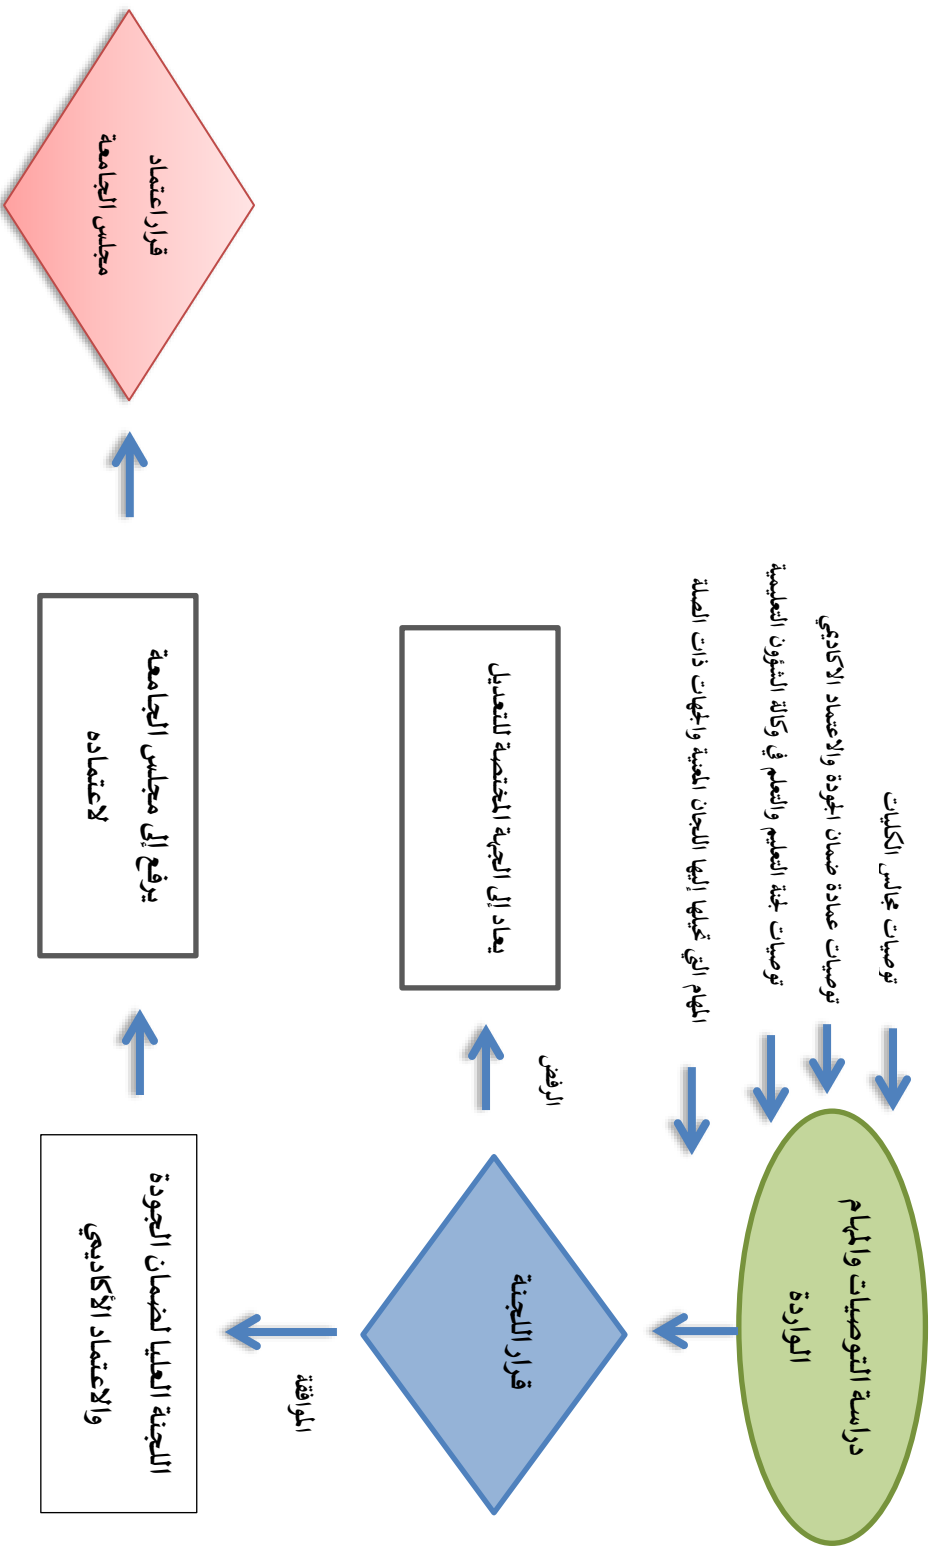 توصيات مجالس الكليات
توصيات عمادة ضمان الجودة والاعتماد الاكاديمي
توصيات لجنة التعليم والتعلم في وكالة الشؤون التعليمية
المهام التي تحيلها إليها اللجان المعنية والجهات ذات الصلة
دراسة التوصيات والمهام
الواردة
قرار اللجنة
الرفض
يعاد إلى الجهة المختصة للتعديل
الموافقة
اللجنة العليا لضمان الجودة
والاعتماد الأكاديمي
يرفع إلى مجلس الجامعة
لاعتماده
قرار اعتماد
مجلس الجامعة